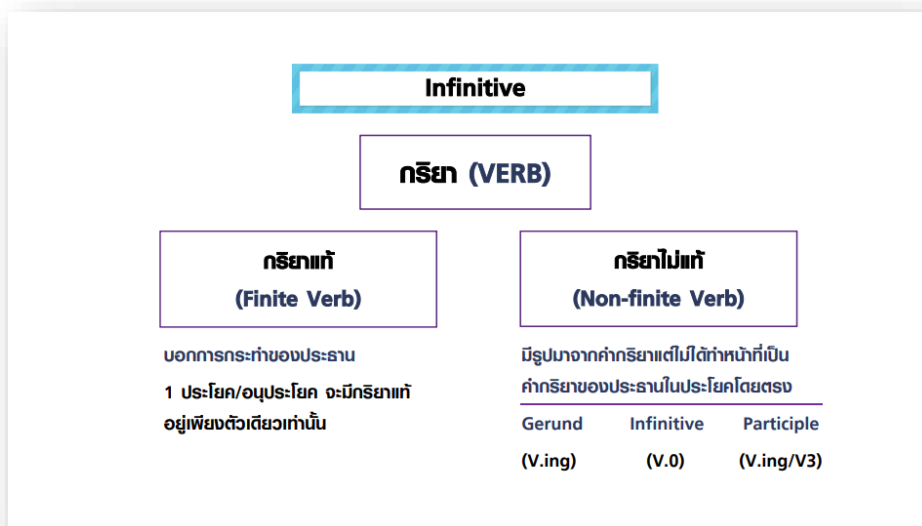 Infinitive
กริยา (VERB)
กริยาแท้
(Finite Verb)
บอกการกระทำของประธาน
1 ประโยค/อนุประโยค จะมีกริยาแท้
อยู่เพียงตัวเดียวเท่านั้น
กริยาไม่แท้
(Non-finite Verb)
มีรูปมาจากคำกริยาแต่ไม่ได้ทำหน้าที่เป็น
คำกริยาของประธานในประโยคโดยตรง
Gerund Infinitive Participle
(V.ing) (V.0) (V.ing/V3)